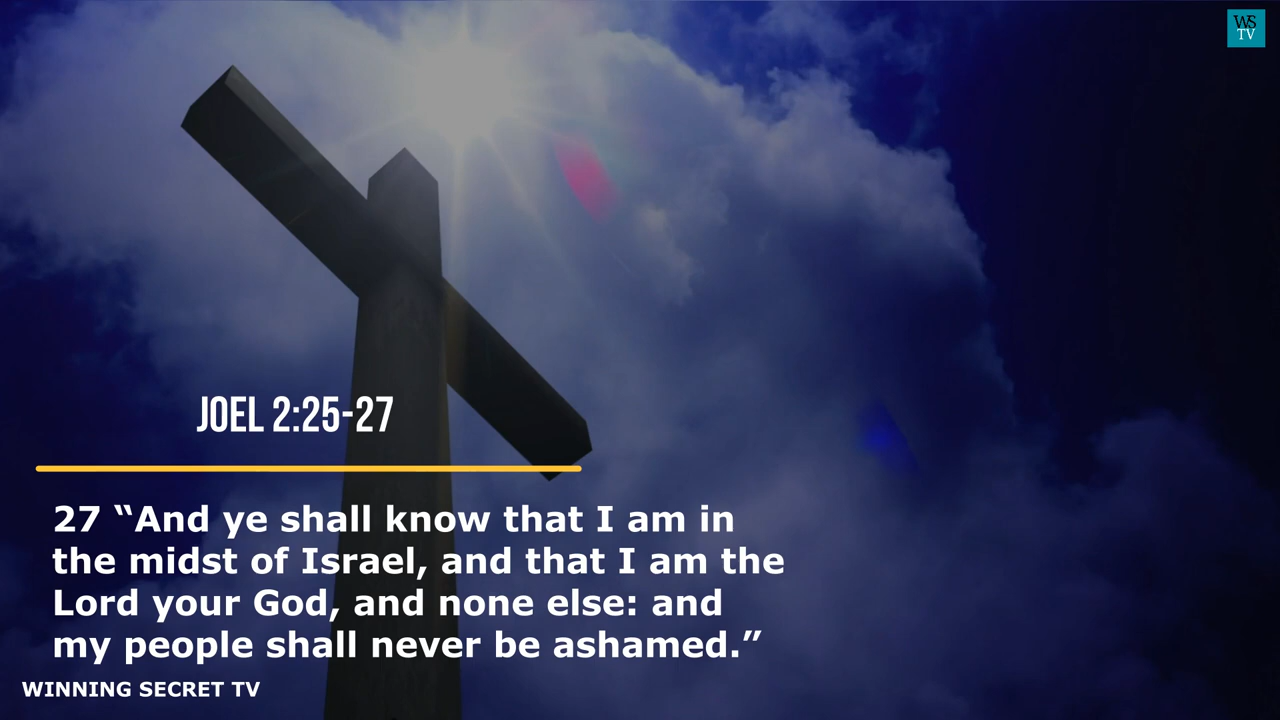 WS
TV
JOEL 2:25-27
27 “And ye shall know that I am in
the midst of Israel, and that I am the
Lord your God, and none else: and
my people shall never be ashamed.”
WINNING SECRET TV